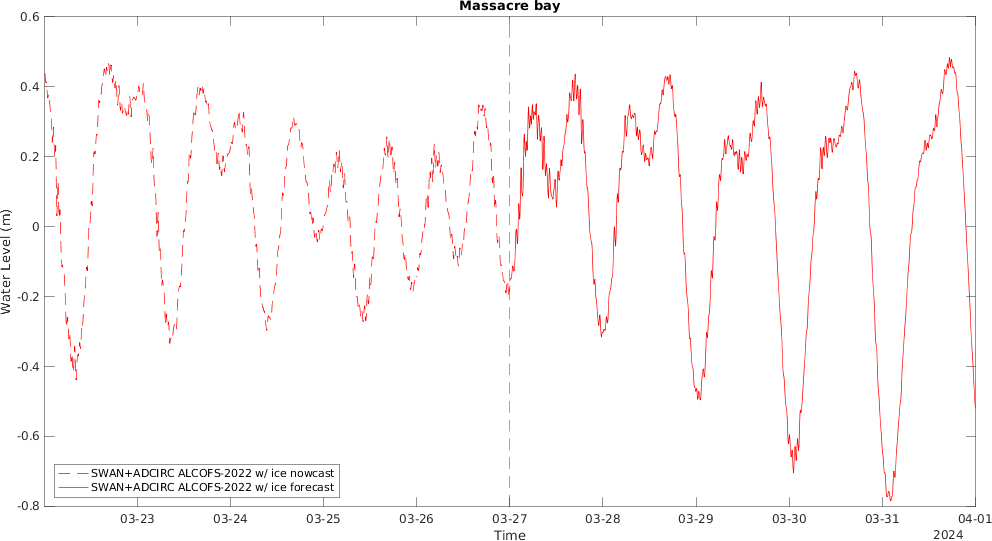 Massacre bay
0.6
0.4
0.2
0
-0.2
-0.4
-0.6
-0.8
Water Level (m)
SWAN+ADCIRC ALCOFS-2022 w/ ice nowcast
SWAN+ADCIRC ALCOFS-2022 w/ ice forecast
03-23 03-24 03-25 03-26 03-27 03-28 03-29 03-30 03-31 04-01
Time
2024